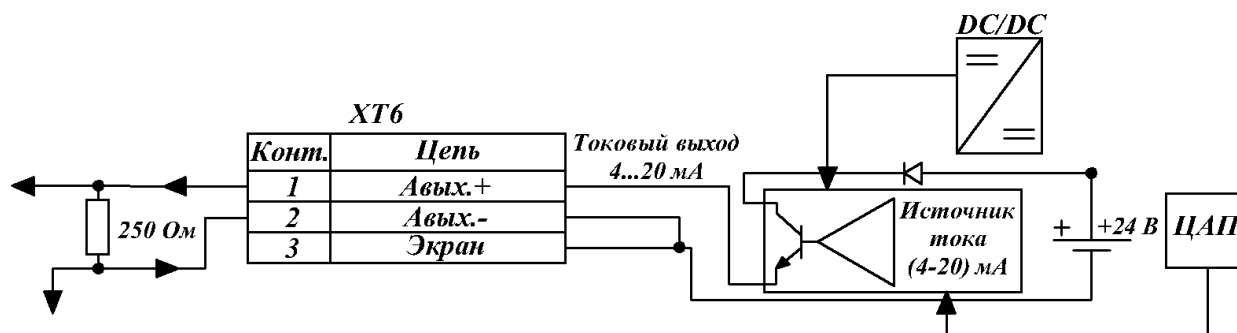 DC/DC
XT6
Конт. Цепь
1 Авых.+
2 Авых.-
3 Экран
Токовый выход
4...20 мА
250 Ом
Источник
тока
(4-20) мА
+ +24 В
ЦАП